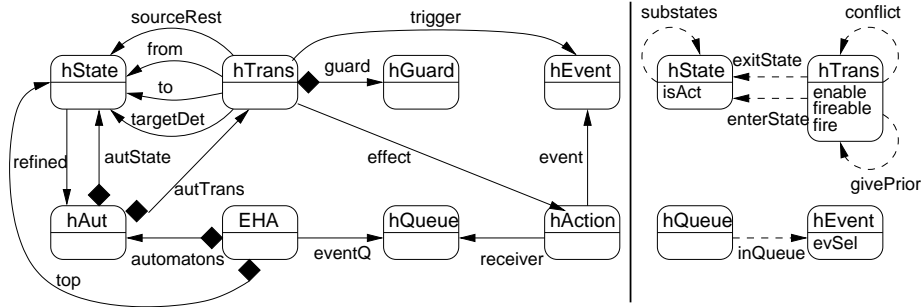 sourceRest
trigger
from
hState
hTrans
guard
hGuard
hEvent
to
targetDet
refined
autState
effect
event
autTrans
hAut
EHA
hQueue
hAction
automatons
eventQ
receiver
top
substates
conflict
exitState
hState
hTrans
isAct
enable
fireable
fire
enterState
givePrior
hQueue
hEvent
evSel
inQueue